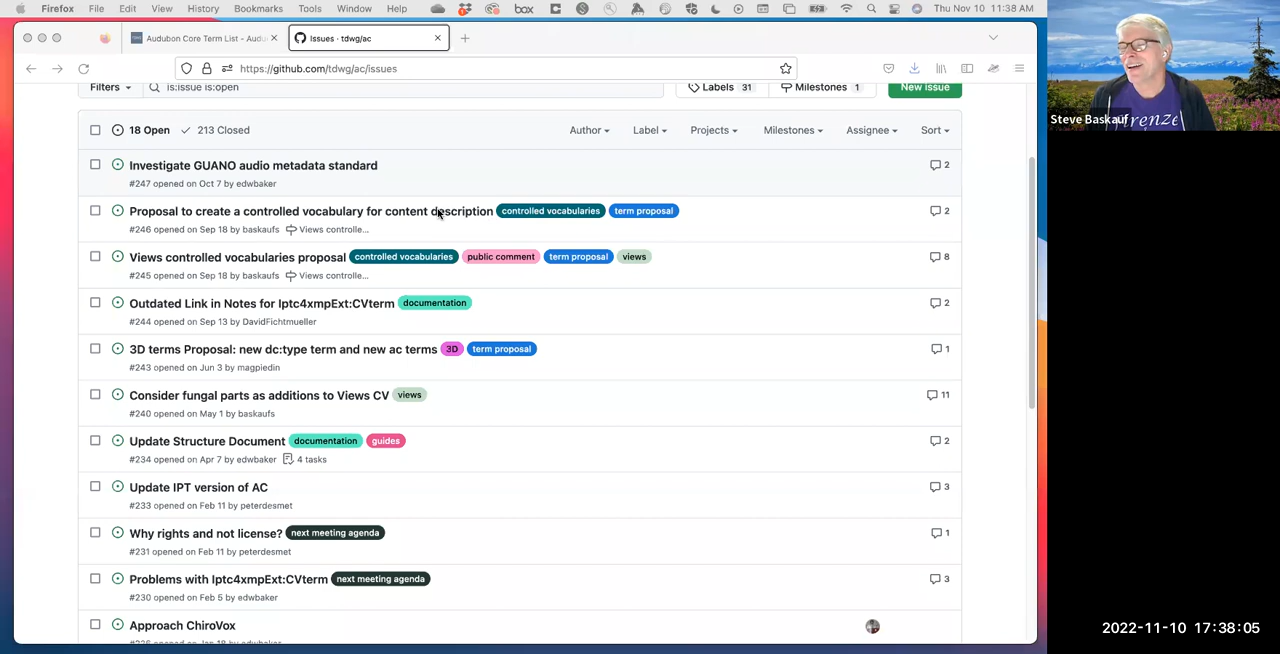 Firefox File Edit View History Bookmarks Tools Window Help box Thu Nov 10 11:38 AM
Audubon Core Term List - Audu
Issues · tdwg/ac
https://github.com/tdwg/ac/issues
Filters is:issue is:open Labels 31 Milestones 1 New issue
18 Open 213 Closed Author Label Projects Milestones Assignee Sort
Investigate GUANO audio metadata standard 2
#247 opened on Oct 7 by edwbaker
Proposal to create a controlled vocabulary for content description controlled vocabularies term proposal 2
#246 opened on Sep 18 by baskaufs Views controlle...
Views controlled vocabularies proposal controlled vocabularies public comment term proposal views 8
#245 opened on Sep 18 by baskaufs Views controlle...
Outdated Link in Notes for Iptc4xmpExt:CVterm documentation 2
#244 opened on Sep 13 by DavidFichtmueller
3D terms Proposal: new dc:type term and new ac terms 3D term proposal 1
#243 opened on Jun 3 by magpiedin
Consider fungal parts as additions to Views CV views 11
#240 opened on May 1 by baskaufs
Update Structure Document documentation guides 2
#234 opened on Apr 7 by edwbaker 4 tasks
Update IPT version of AC 3
#233 opened on Feb 11 by peterdesmet
Why rights and not license? next meeting agenda 1
#231 opened on Feb 11 by peterdesmet
Problems with Iptc4xmpExt:CVterm next meeting agenda 3
#230 opened on Feb 5 by edwbaker
Approach ChiroVox
Steve Baskauf
2022-11-10 17:38:05